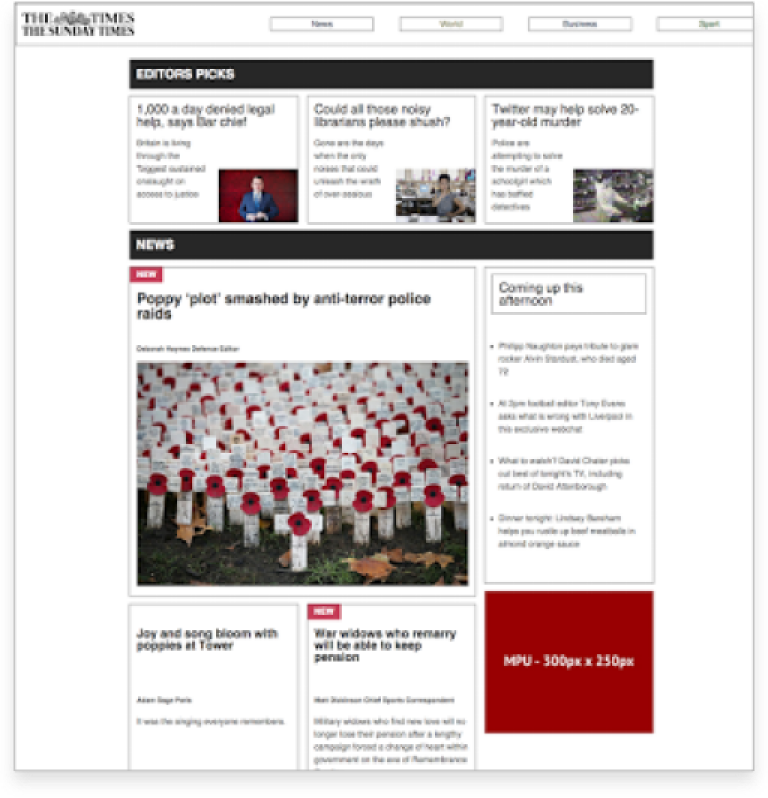 THE TIMES
THE SUNDAY TIMES
News
World
Business
Sport
EDITORS PICKS
1,000 a day denied legal
help, says Bar chief
Britain is living
through the
"biggest sustained
onslaught on
access to justice
Could all those noisy
librarians please shush?
Gone are the days
when the only
noises that could
unleash the wrath
of over-zealous
Twitter may help solve 20-
year-old murder
Police are
attempting to solve
the murder of a
schoolgirl which
has baffled
detectives
NEWS
NEW
Poppy 'plot' smashed by anti-terror police
raids
Deborah Haynes Defence Editor
Coming up this
afternoon
• Philipp Naughton pays tribute to glam
rocker Alvin Stardust, who died aged
72
• At 3pm football editor Tony Evans
asks what is wrong with Liverpool in
this exclusive webchat
• What to watch? David Chater picks
out best of tonight's TV, including
return of David Attenborough
• Dinner tonight: Lindsey Bareham
helps you rustle up beef meatballs in
almond orange sauce
Joy and song bloom with
poppies at Tower
Adam Sage Paris
It was the singing everyone remembers.
NEW
War widows who remarry
will be able to keep
pension
Matt Dickinson Chief Sports Correspondent
Military widows who find new love will no
longer lose their pension after a lengthy
campaign forced a change of heart within
government on the eve of Remembrance
MPU - 300px x 250px